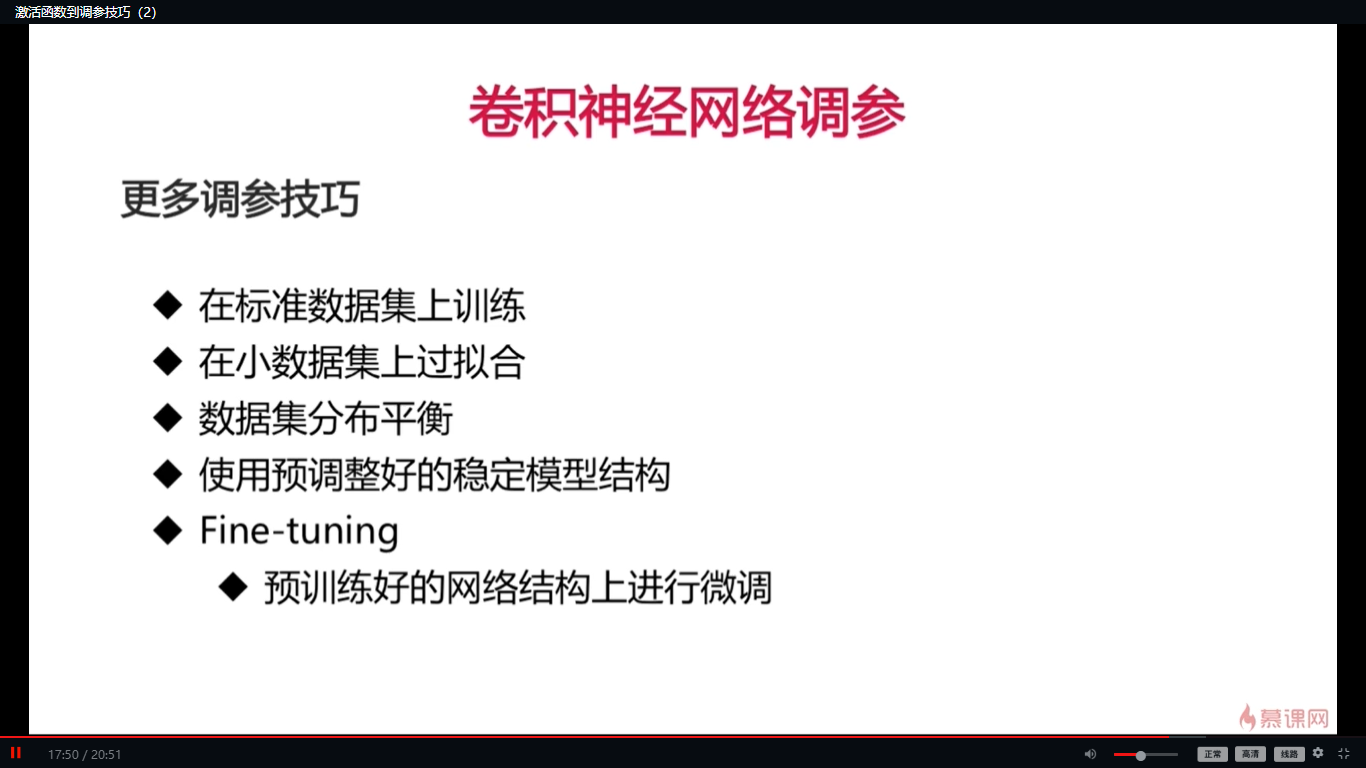 激活函数到调参技巧（2）
卷积神经网络调参
更多调参技巧
◆ 在标准数据集上训练
◆ 在小数据集上过拟合
◆ 数据集分布平衡
◆ 使用预调整好的稳定模型结构
◆ Fine-tuning
◆ 预训练好的网络结构上进行微调
慕课网
17:50 / 20:51 正常 高清 线路